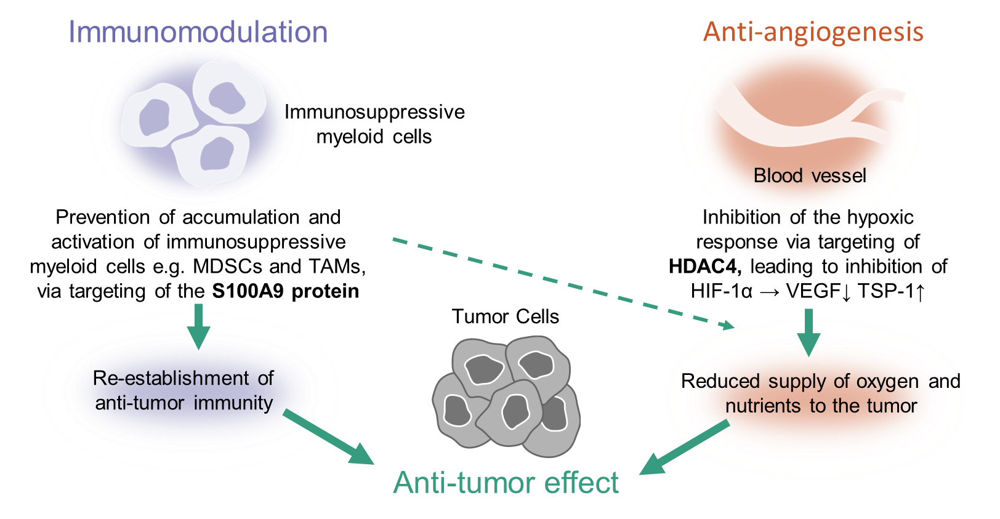 Immunomodulation
Immunosuppressive
myeloid cells
Prevention of accumulation and
activation of immunosuppressive
myeloid cells e.g. MDSCs and TAMs,
via targeting of the S100A9 protein
Re-establishment of
anti-tumor immunity
Anti-angiogenesis
Blood vessel
Inhibition of the hypoxic
response via targeting of
HDAC4, leading to inhibition of
HIF-1α → VEGF↓ TSP-1↑
Reduced supply of oxygen and
nutrients to the tumor
Tumor Cells
Anti-tumor effect